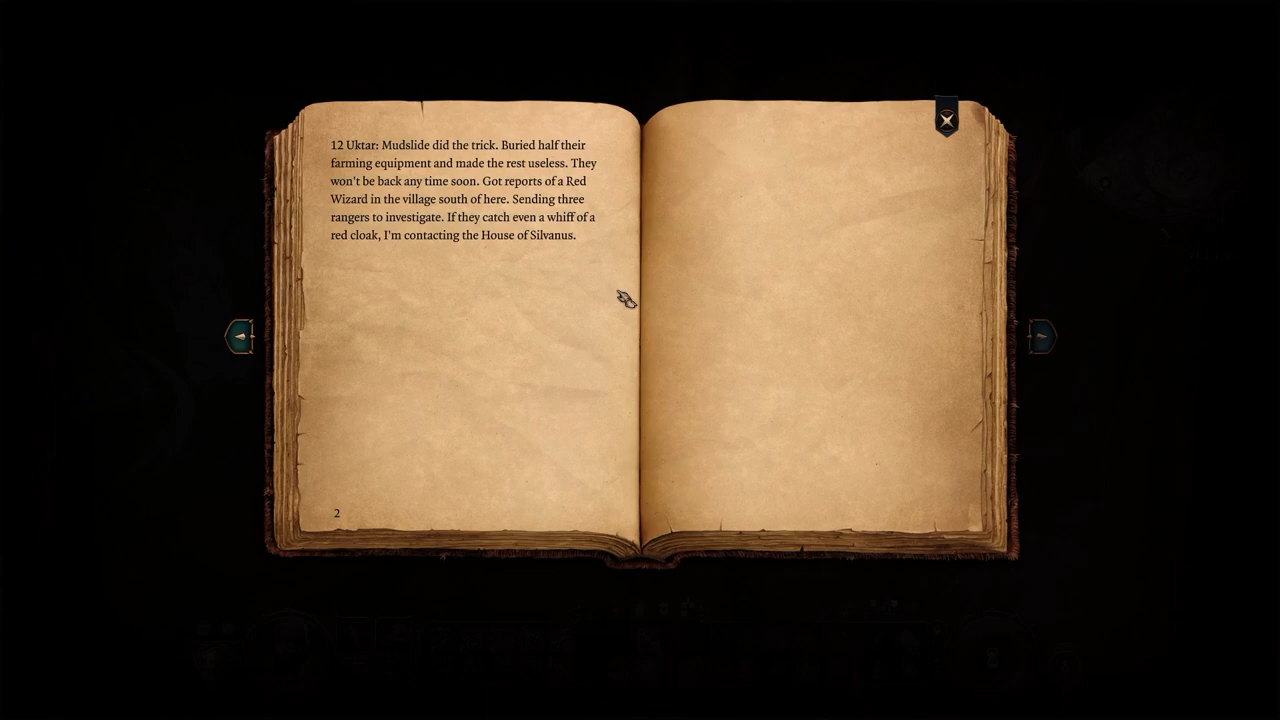 12 Uktar: Mudslide did the trick. Buried half their
farming equipment and made the rest useless. They
won't be back any time soon. Got reports of a Red
Wizard in the village south of here. Sending three
rangers to investigate. If they catch even a whiff of a
red cloak, I'm contacting the House of Silvanus.
2